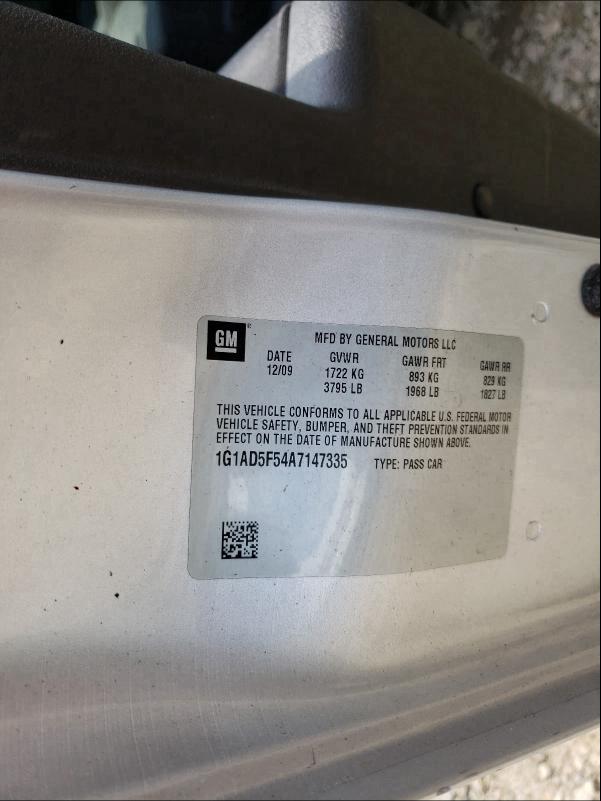 GM®
MFD BY GENERAL MOTORS LLC
DATE GVWR GAWR FRT GAWR RR
12/09 1722 KG 893 KG 829 KG
3795 LB 1968 LB 1827 LB
THIS VEHICLE CONFORMS TO ALL APPLICABLE U.S. FEDERAL MOTOR
VEHICLE SAFETY, BUMPER, AND THEFT PREVENTION STANDARDS IN
EFFECT ON THE DATE OF MANUFACTURE SHOWN ABOVE.
1G1AD5F54A7147335 TYPE: PASS CAR